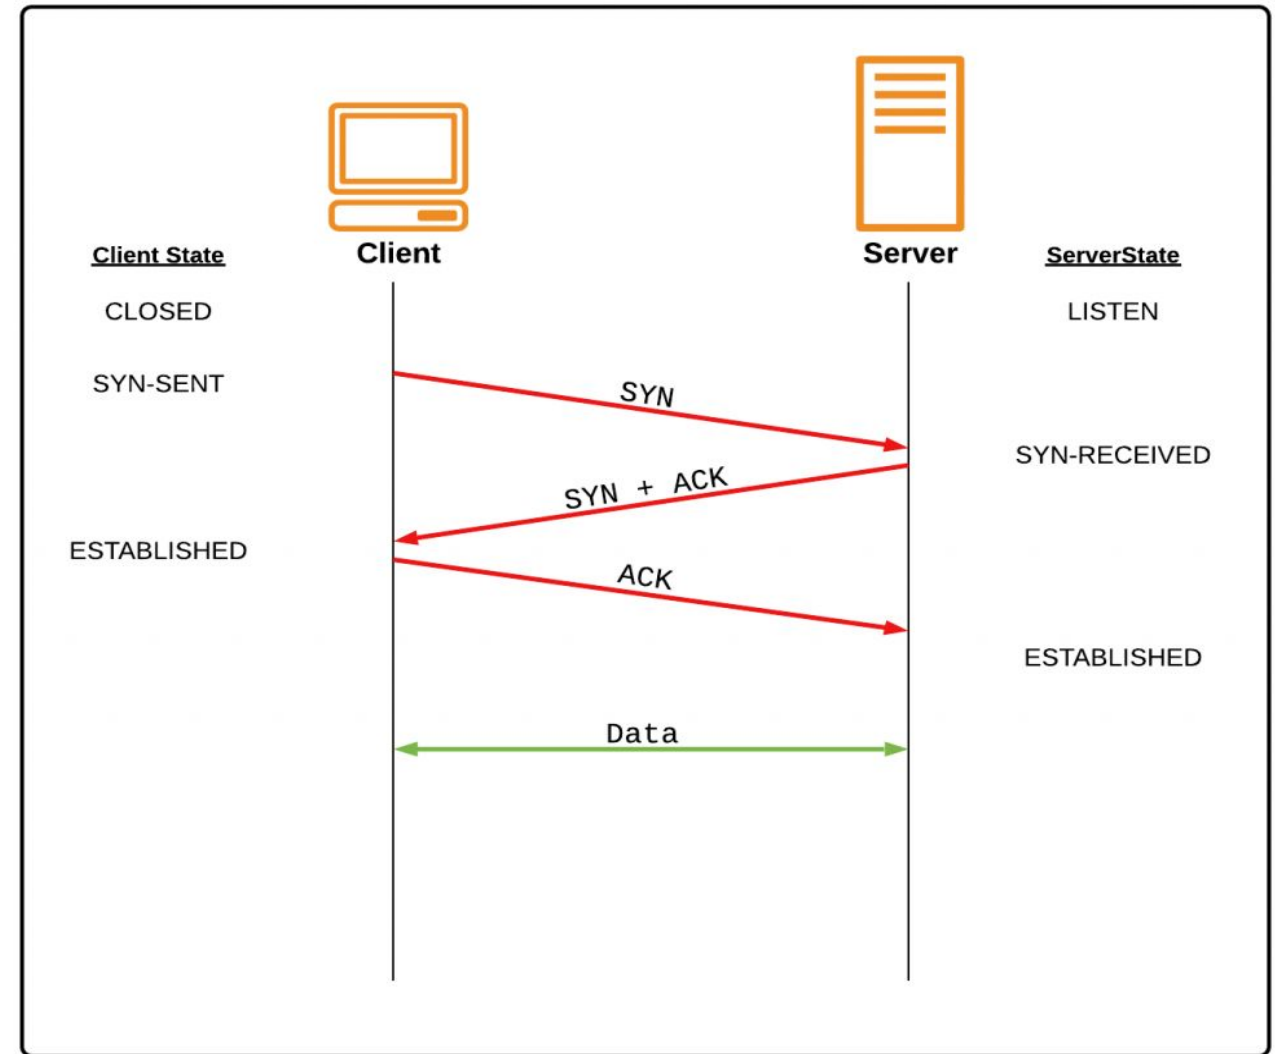 Client State
Client
Server
ServerState
CLOSED
LISTEN
SYN-SENT
SYN
SYN-RECEIVED
SYN + ACK
ESTABLISHED
ACK
ESTABLISHED
Data